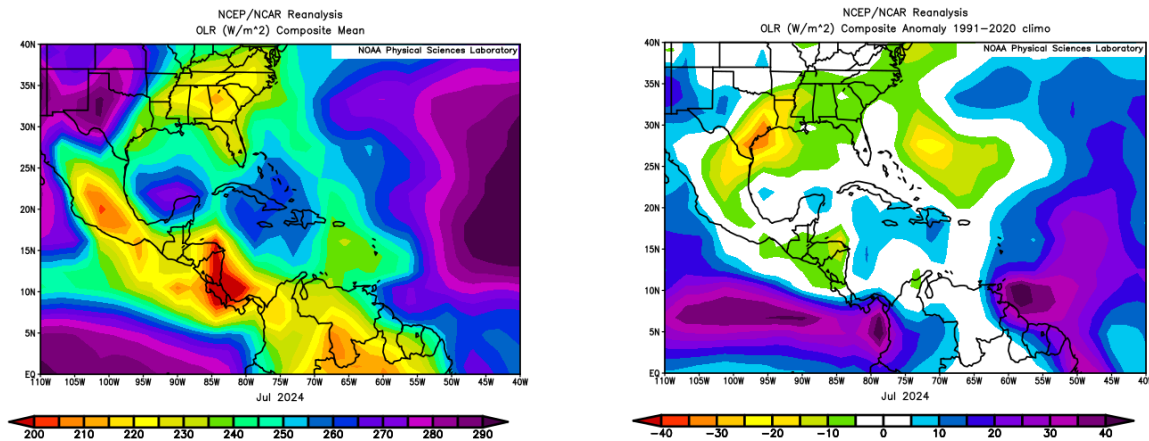 NCEP/NCAR Reanalysis
OLR (W/m^2) Composite Mean
NOAA Physical Sciences Laboratory
40N
35N
30N
25N
20N
15N
10N
5N
EQ
110W 105W 100W 95W 90W 85W 80W 75W 70W 65W 60W 55W 50W 45W 40W
Jul 2024
200 210 220 230 240 250 260 270 280 290
NCEP/NCAR Reanalysis
OLR (W/m^2) Composite Anomaly 1991-2020 climo
NOAA Physical Sciences Laboratory
40N
35N
30N
25N
20N
15N
10N
5N
EQ
110W 105W 100W 95W 90W 85W 80W 75W 70W 65W 60W 55W 50W 45W 40W
Jul 2024
-40 -30 -20 -10 0 10 20 30 40